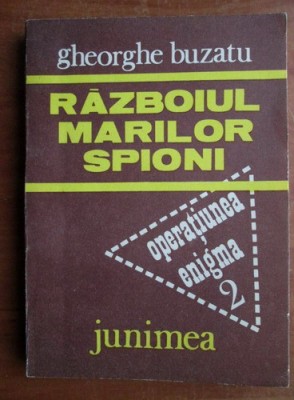 gheorghe buzatu
RĂZBOIUL
MARILOR
SPIONI
operațiunea
enigma
2
junimea